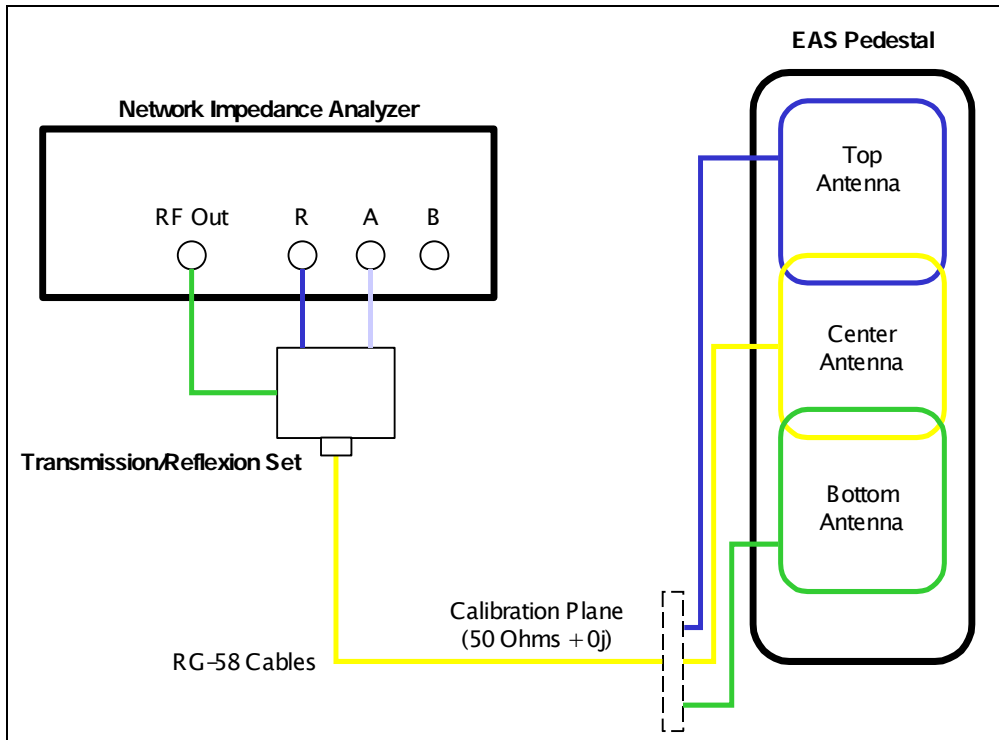 EAS Pedestal
Network Impedance Analyzer
RF Out
R
A
B
Top
Antenna
Center
Antenna
Bottom
Antenna
Transmission/Reflexion Set
Calibration Plane
(50 Ohms +0j)
RG-58 Cables